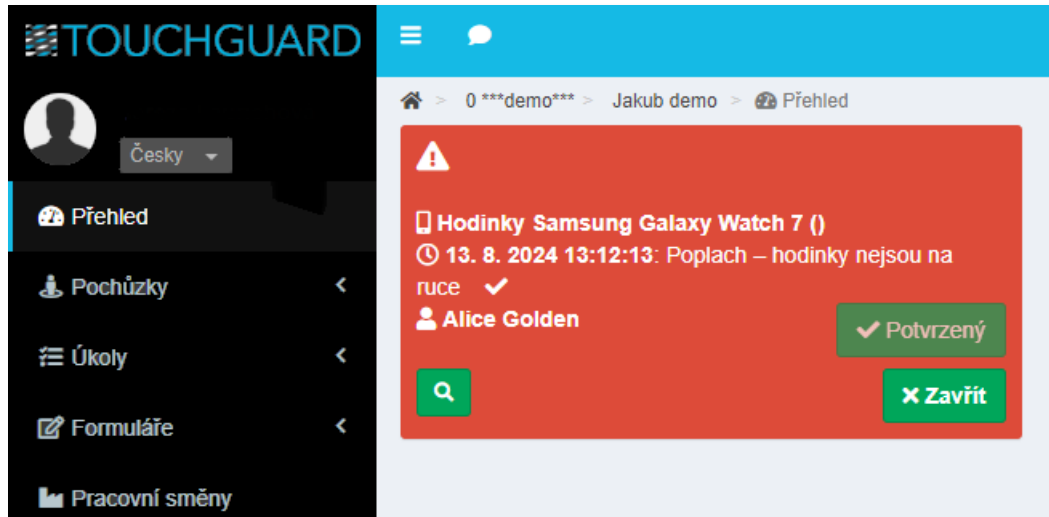 TOUCHGUARD
Česky
Přehled
Pochůzky
Úkoly
Formuláře
Pracovní směny
> 0 ***demo*** > Jakub demo > Přehled
Hodinky Samsung Galaxy Watch 7 ()
13. 8. 2024 13:12:13: Poplach – hodinky nejsou na
ruce
Alice Golden
Potvrzený
Zavřít